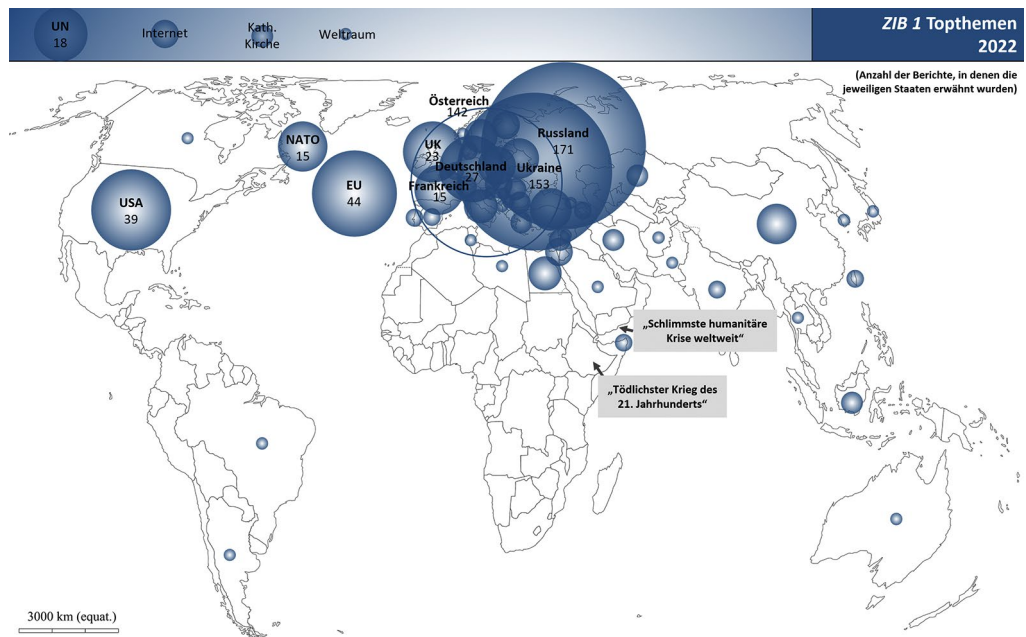 UN
18
Internet
Kath.
Kirche
Weltraum
ZIB 1 Topthemen
2022
(Anzahl der Berichte, in denen die
jeweiligen Staaten erwähnt wurden)
Österreich
142
Russland
171
NATO
15
UK
23
Deutschland
27
Ukraine
153
EU
44
Frankreich
15
USA
39
„Schlimmste humanitäre
Krise weltweit“
„Tödlichster Krieg des
21. Jahrhunderts“
3000 km (equat.)